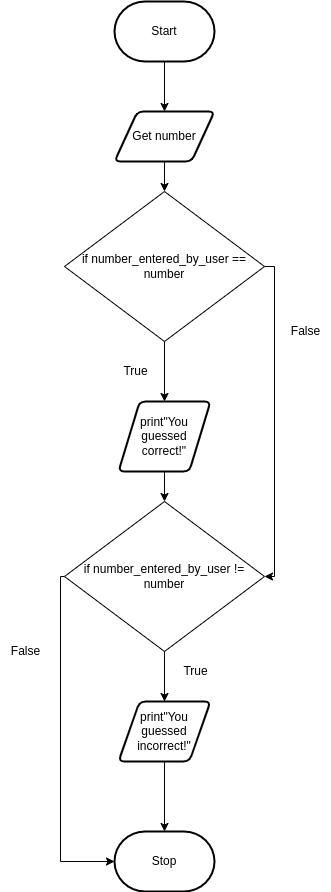 Start
Get number
if number_entered_by_user ==
number
False
True
print"You
guessed
correct!"
if number_entered_by_user !=
number
False
True
print"You
guessed
incorrect!"
Stop